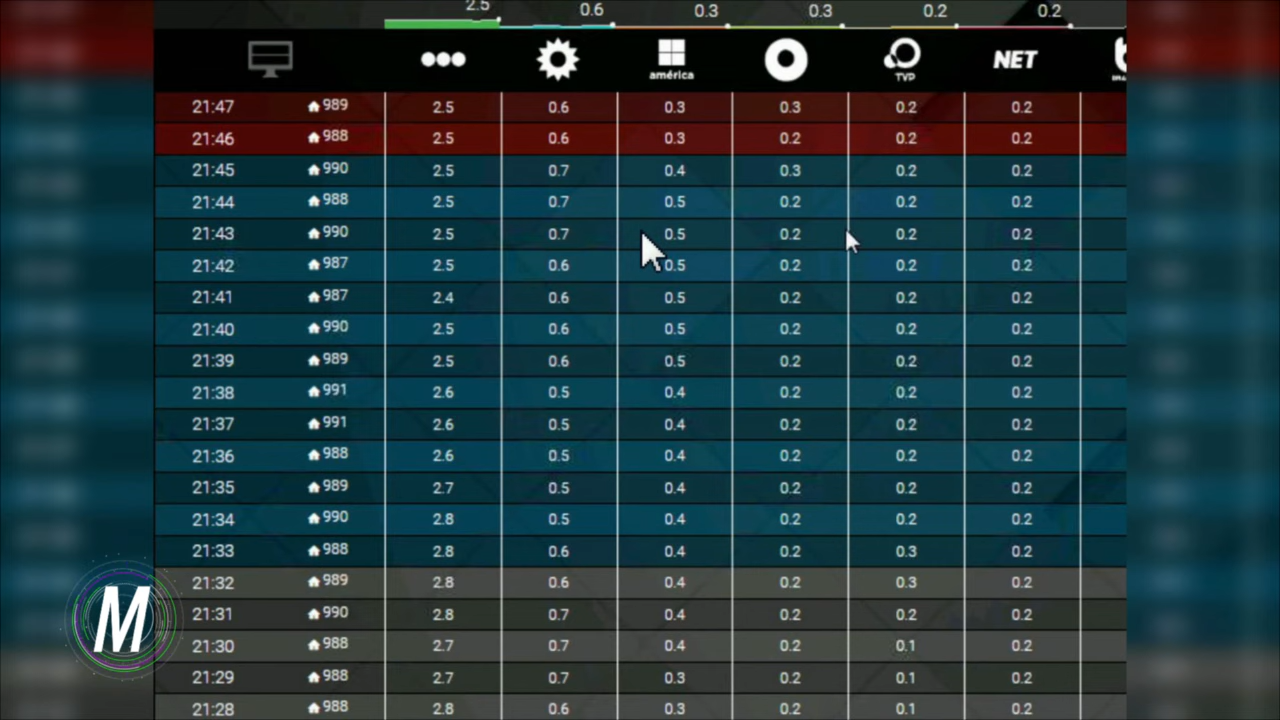 2.5 0.6 0.3 0.3 0.2 0.2
américa TVP NET
21:47 989 2.5 0.6 0.3 0.3 0.2 0.2
21:46 988 2.5 0.6 0.3 0.2 0.2 0.2
21:45 990 2.5 0.7 0.4 0.3 0.2 0.2
21:44 988 2.5 0.7 0.5 0.2 0.2 0.2
21:43 990 2.5 0.7 0.5 0.2 0.2 0.2
21:42 987 2.5 0.6 0.5 0.2 0.2 0.2
21:41 987 2.4 0.6 0.5 0.2 0.2 0.2
21:40 990 2.5 0.6 0.5 0.2 0.2 0.2
21:39 989 2.5 0.6 0.5 0.2 0.2 0.2
21:38 991 2.6 0.5 0.4 0.2 0.2 0.2
21:37 991 2.6 0.5 0.4 0.2 0.2 0.2
21:36 988 2.6 0.5 0.4 0.2 0.2 0.2
21:35 989 2.7 0.5 0.4 0.2 0.2 0.2
21:34 990 2.8 0.5 0.4 0.2 0.2 0.2
21:33 988 2.8 0.6 0.4 0.2 0.3 0.2
21:32 989 2.8 0.6 0.4 0.2 0.3 0.2
21:31 990 2.8 0.7 0.4 0.2 0.2 0.2
21:30 988 2.7 0.7 0.4 0.2 0.1 0.2
21:29 988 2.7 0.7 0.3 0.2 0.1 0.2
21:28 988 2.8 0.6 0.3 0.2 0.1 0.2
M